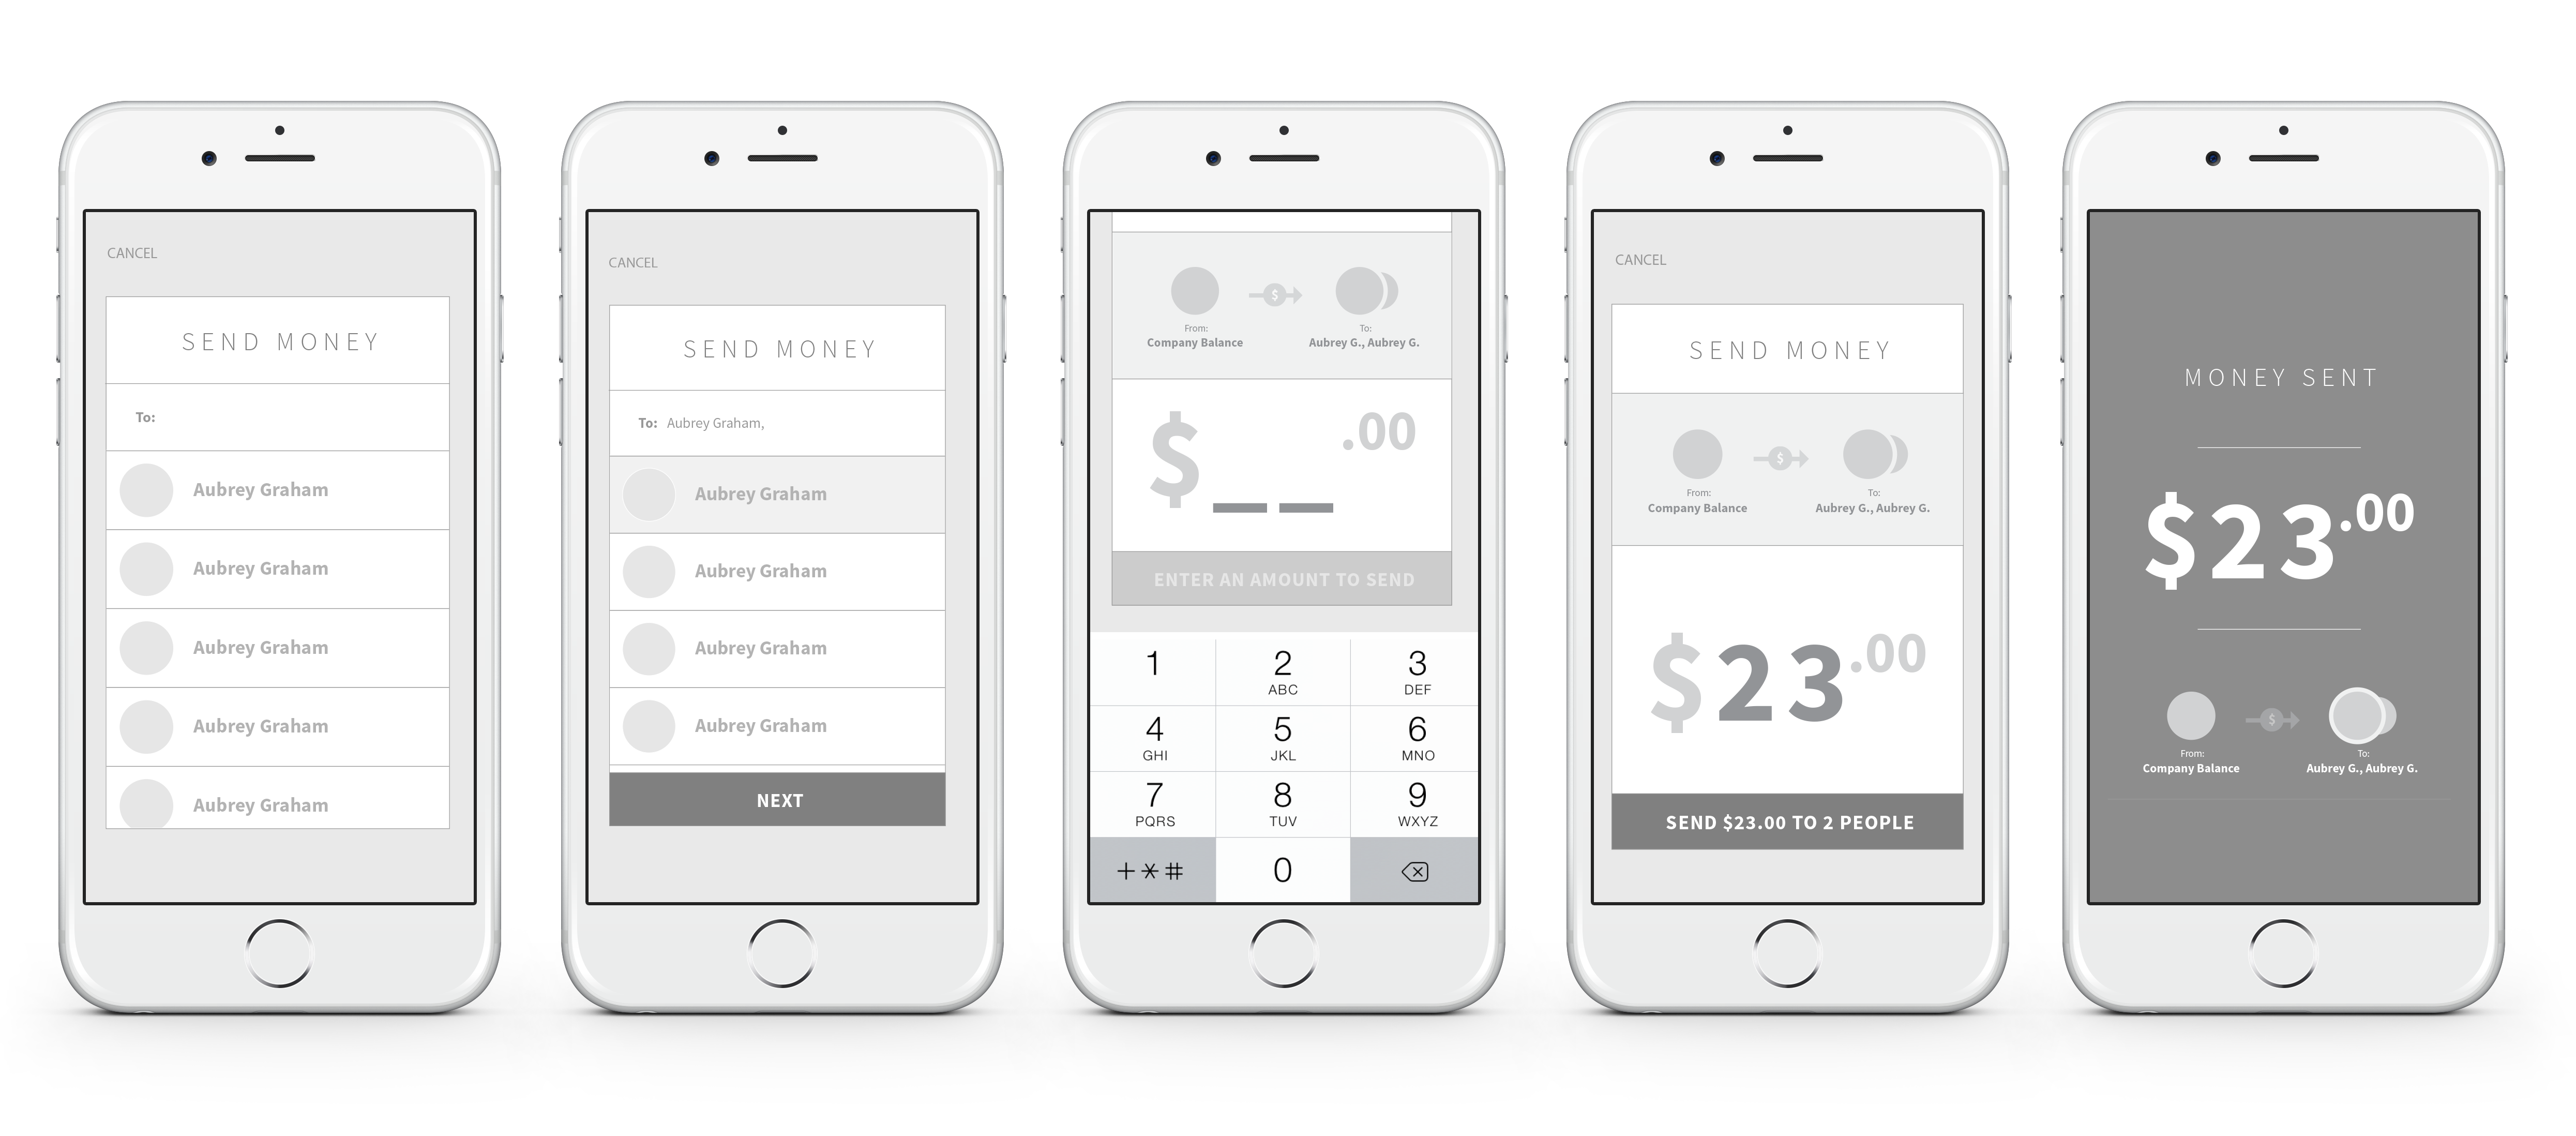 CANCEL
SEND MONEY
To:
Aubrey Graham
Aubrey Graham
Aubrey Graham
Aubrey Graham
Aubrey Graham
CANCEL
SEND MONEY
To: Aubrey Graham,
Aubrey Graham
Aubrey Graham
Aubrey Graham
Aubrey Graham
NEXT
$
From: To:
Company Balance Aubrey G., Aubrey G.
$ .00
ENTER AN AMOUNT TO SEND
1 2 3
ABC DEF
4 5 6
GHI JKL MNO
7 8 9
PQRS TUV WXYZ
+*# 0
CANCEL
SEND MONEY
$
From: To:
Company Balance Aubrey G., Aubrey G.
$23.00
SEND $23.00 TO 2 PEOPLE
MONEY SENT
$23.00
$
From: To:
Company Balance Aubrey G., Aubrey G.